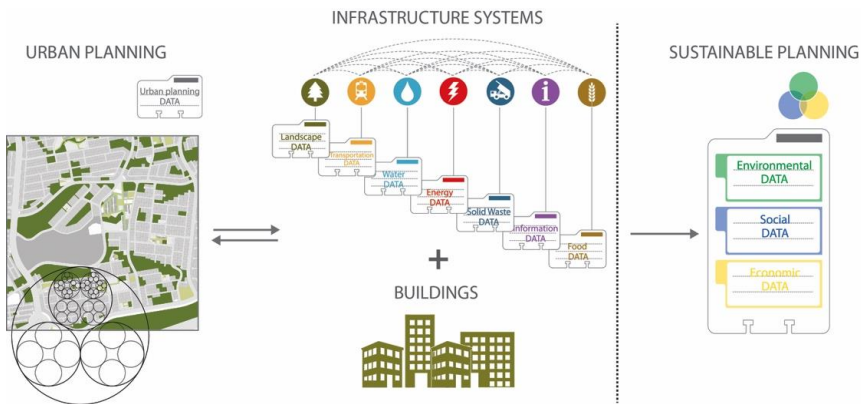 INFRASTRUCTURE SYSTEMS
URBAN PLANNING
SUSTAINABLE PLANNING
Urban planning
DATA
Landscape
DATA
Transportation
DATA
Water
DATA
Energy
DATA
Solid Waste
DATA
Information
DATA
Food
DATA
i
+
BUILDINGS
Environmental
DATA
Social
DATA
Economic
DATA